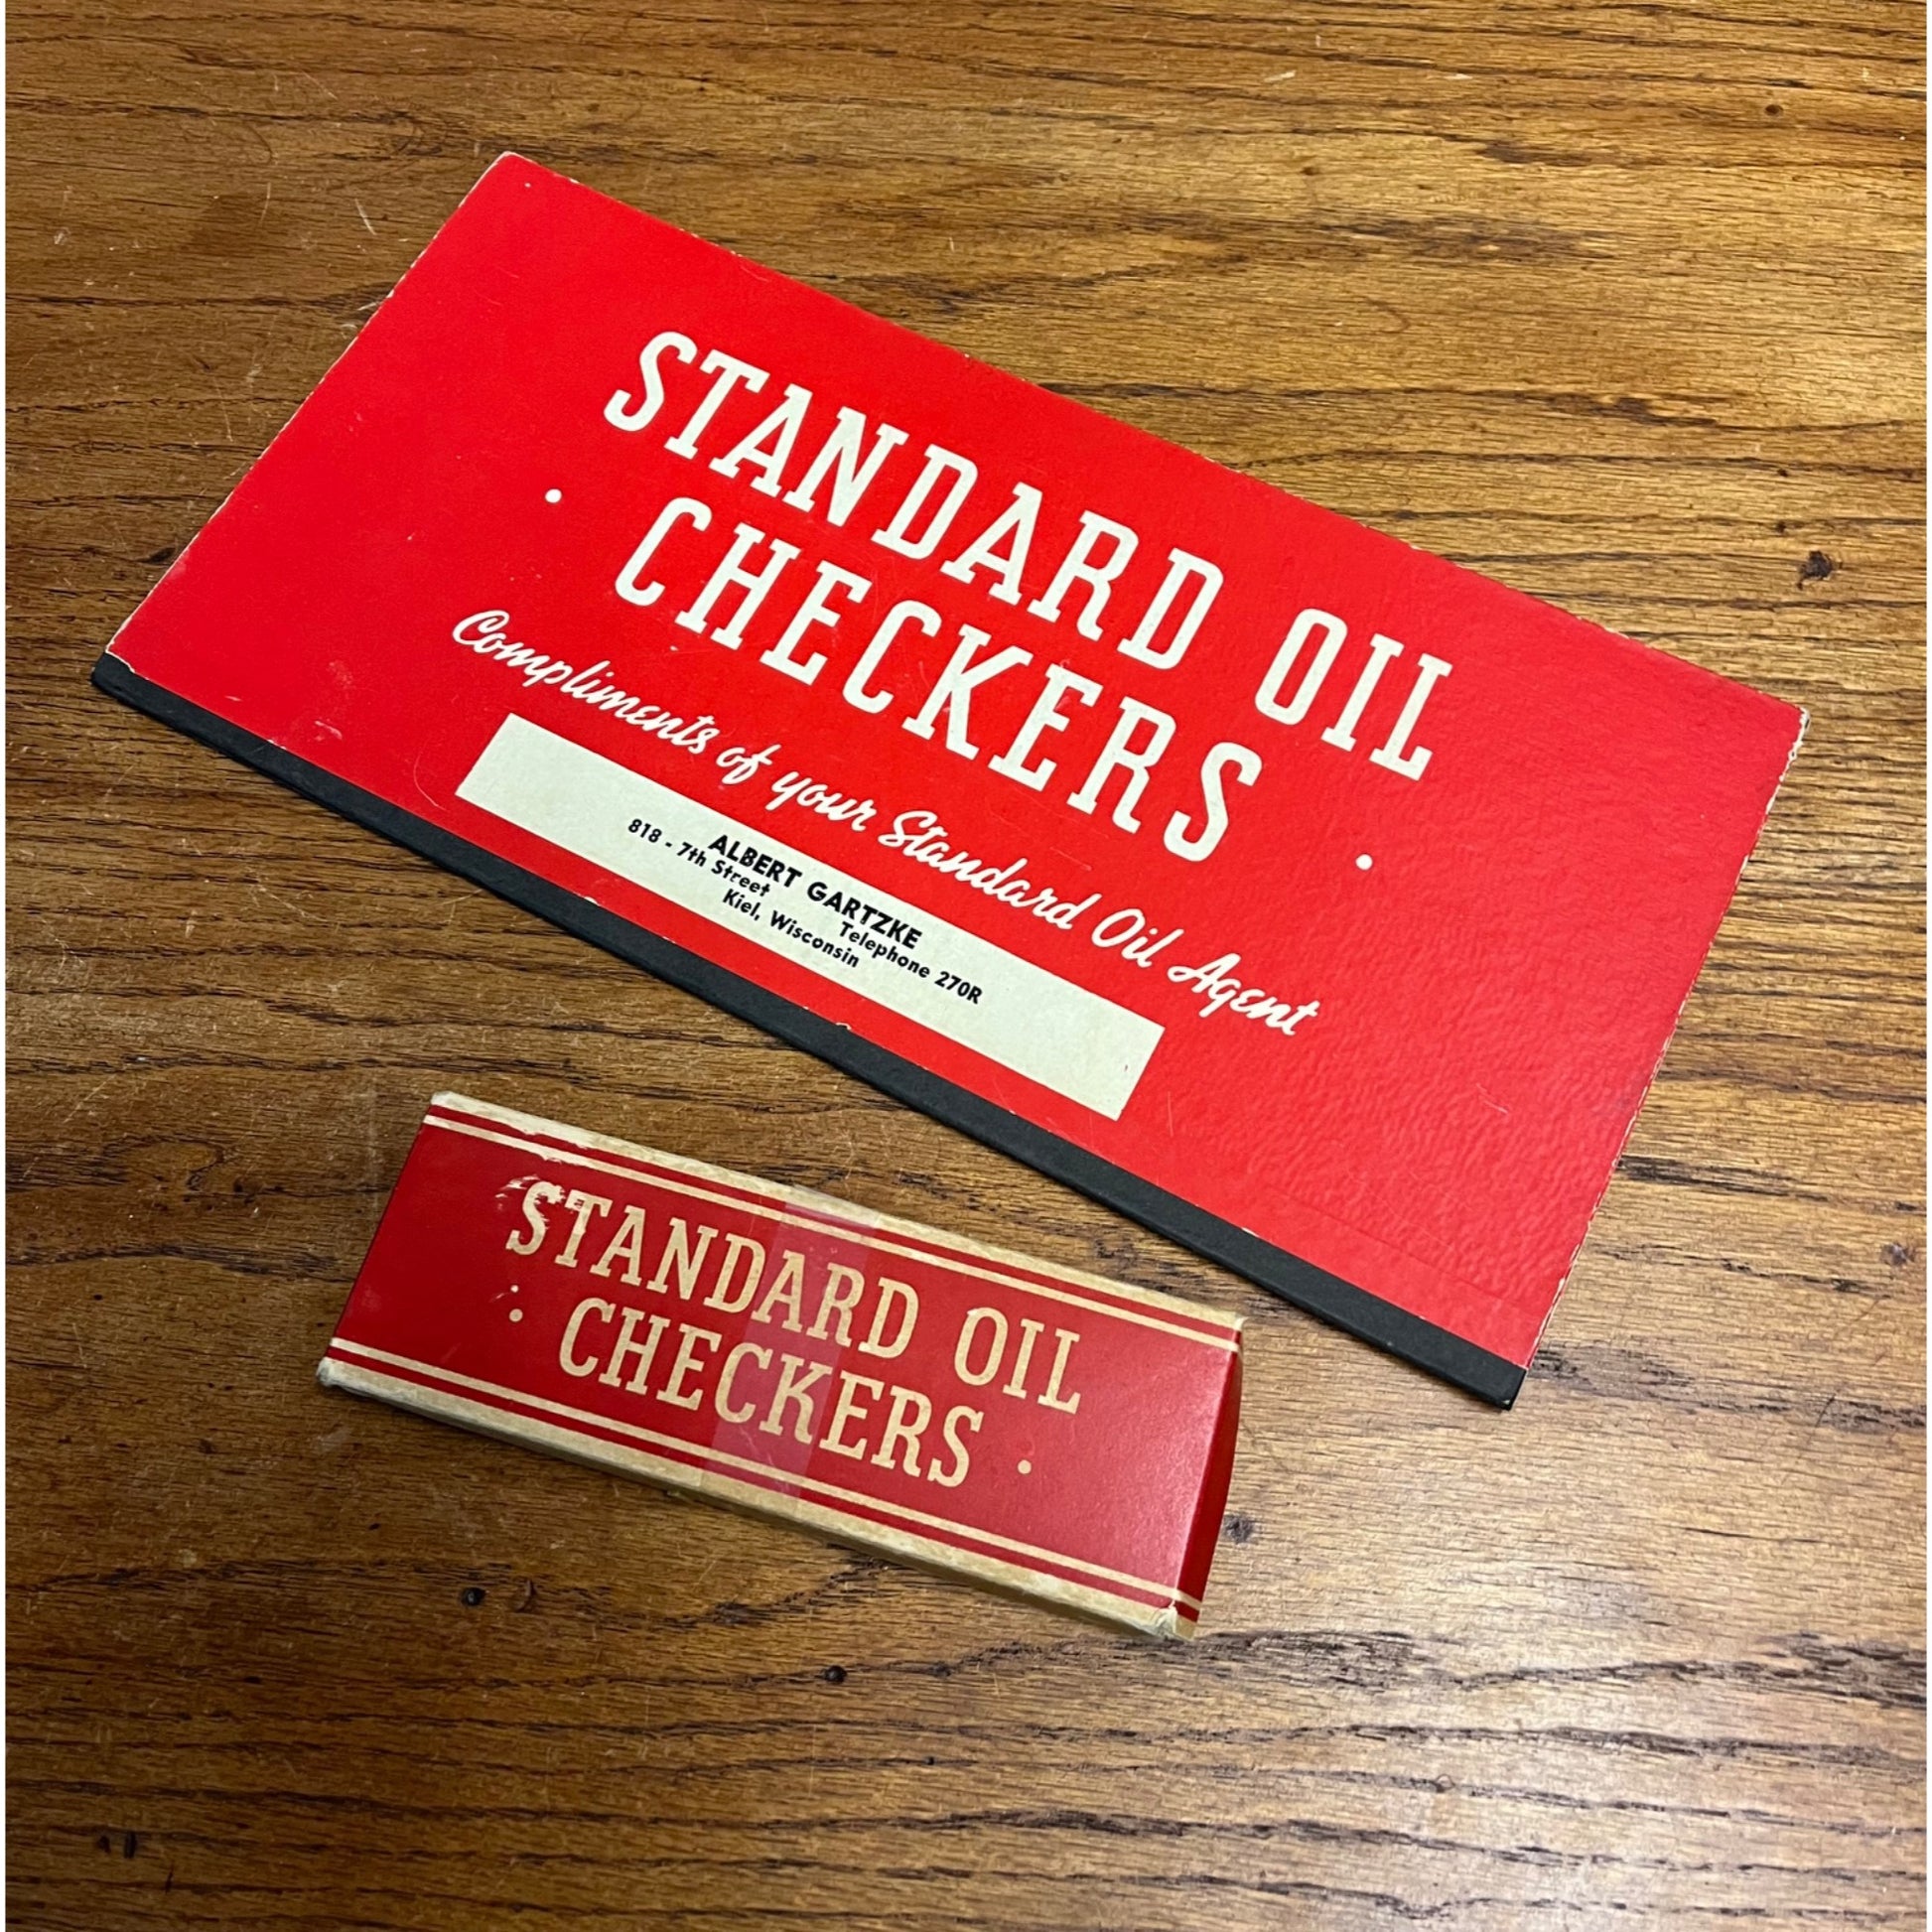 STANDARD OIL
• CHECKERS •
Compliments of your Standard Oil Agent
ALBERT GARTZKE
818 - 7th Street Telephone 270R
Kiel, Wisconsin
STANDARD OIL
• CHECKERS •